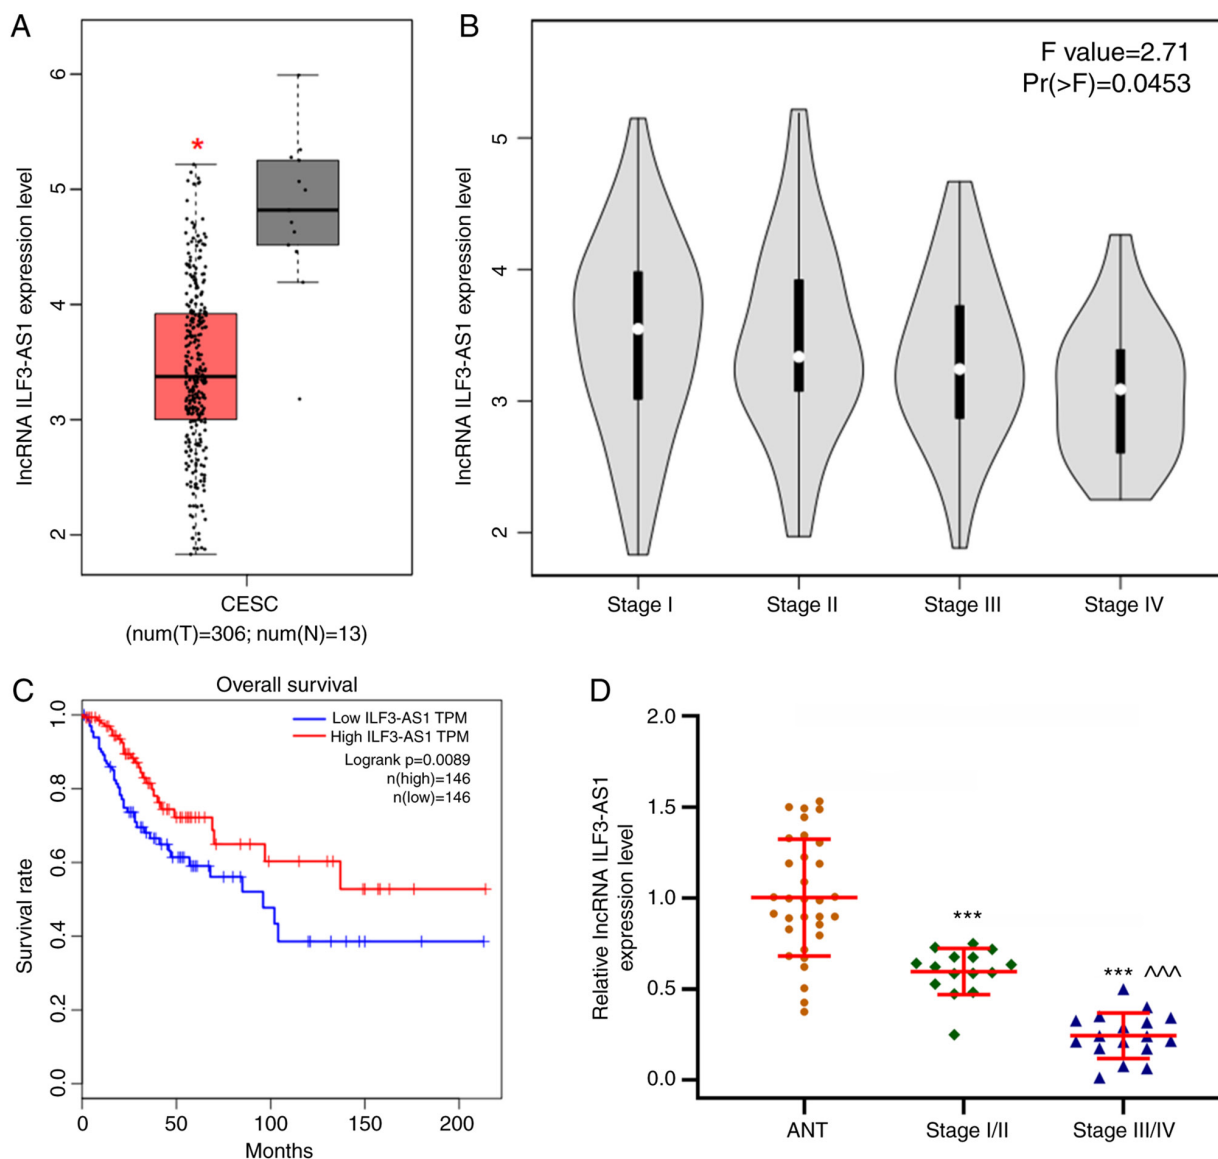 A
lncRNA ILF3-AS1 expression level
6
5
4
3
2
*
CESC
(num(T)=306; num(N)=13)
B
lncRNA ILF3-AS1 expression level
5
4
3
2
F value=2.71
Pr(>F)=0.0453
Stage I
Stage II
Stage III
Stage IV
C
Overall survival
Survival rate
1.0
0.8
0.6
0.4
0.2
0.0
Low ILF3-AS1 TPM
High ILF3-AS1 TPM
Logrank p=0.0089
n(high)=146
n(low)=146
0
50
100
150
200
Months
D
Relative lncRNA ILF3-AS1
expression level
2.0
1.5
1.0
0.5
0.0
***
*** ^^^
ANT
Stage I/II
Stage III/IV